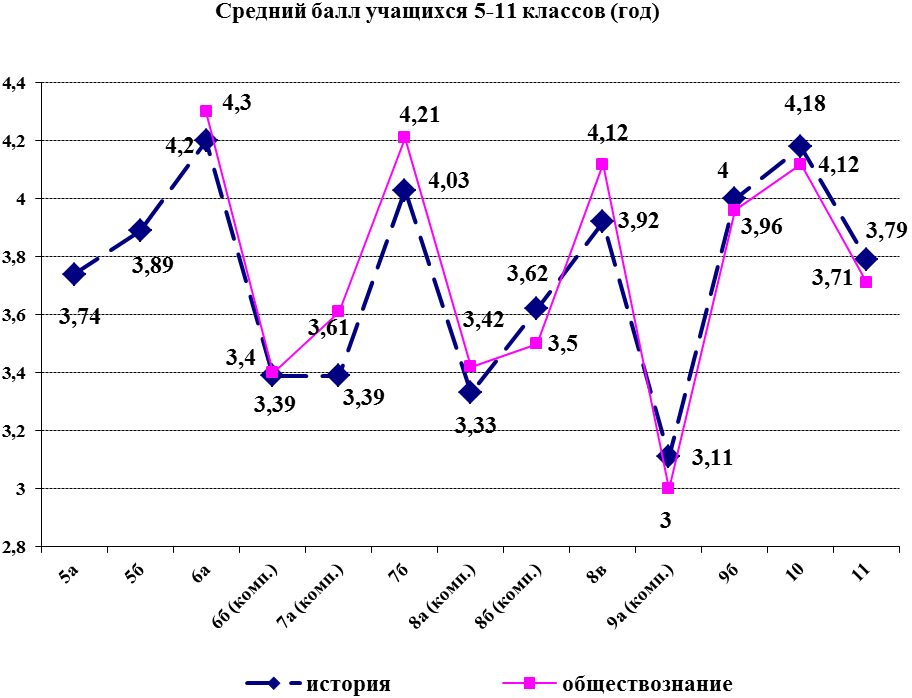 Средний балл учащихся 5-11 классов (год)
4,4
4,2
4
3,8
3,6
3,4
3,2
3
2,8
3,74
3,89
4,2
4,3
3,4
3,39
3,61
3,39
4,21
4,03
3,42
3,33
3,62
3,5
4,12
3,92
3,11
3
4
3,96
4,18
4,12
3,79
3,71
5а
5б
6а
6б (комп.)
7а (комп.)
7б
8а (комп.)
8б (комп.)
8в
9а (комп.)
9б
10
11
история
обществознание